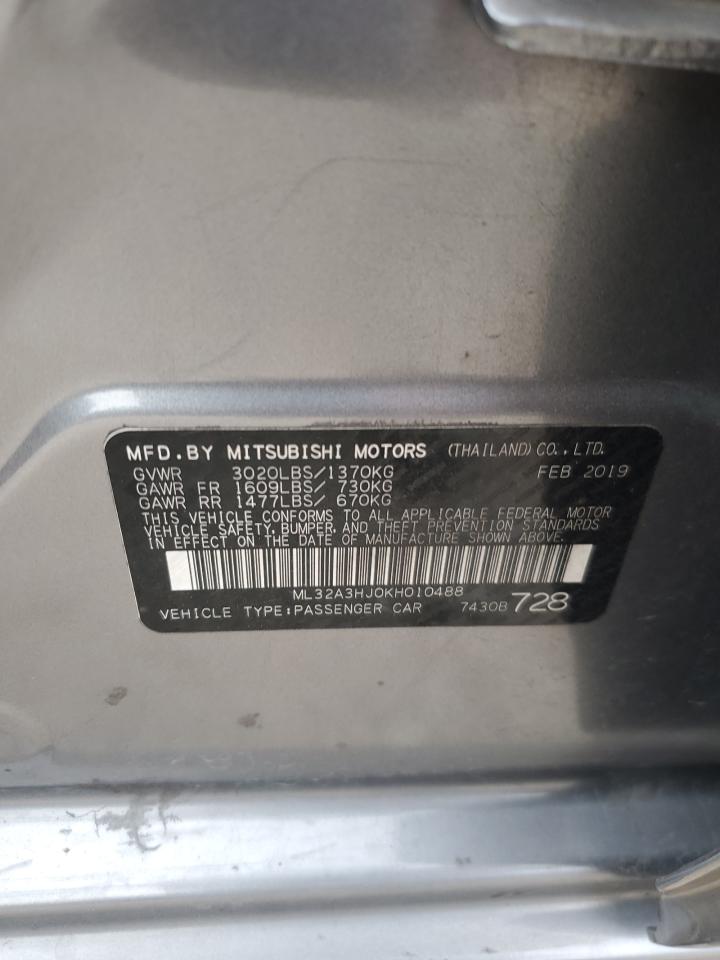 MFD.BY MITSUBISHI MOTORS (THAILAND) CO., LTD.
GVWR 3020LBS/1370KG FEB 2019
GAWR FR 1609LBS/ 730KG
GAWR RR 1477LBS/ 670KG
THIS VEHICLE CONFORMS TO ALL APPLICABLE FEDERAL MOTOR
VEHICLE SAFETY, BUMPER, AND THEFT PREVENTION STANDARDS
IN EFFECT ON THE DATE OF MANUFACTURE SHOWN ABOVE.
ML32A3HJ0KH010488
VEHICLE TYPE:PASSENGER CAR 7430B 728